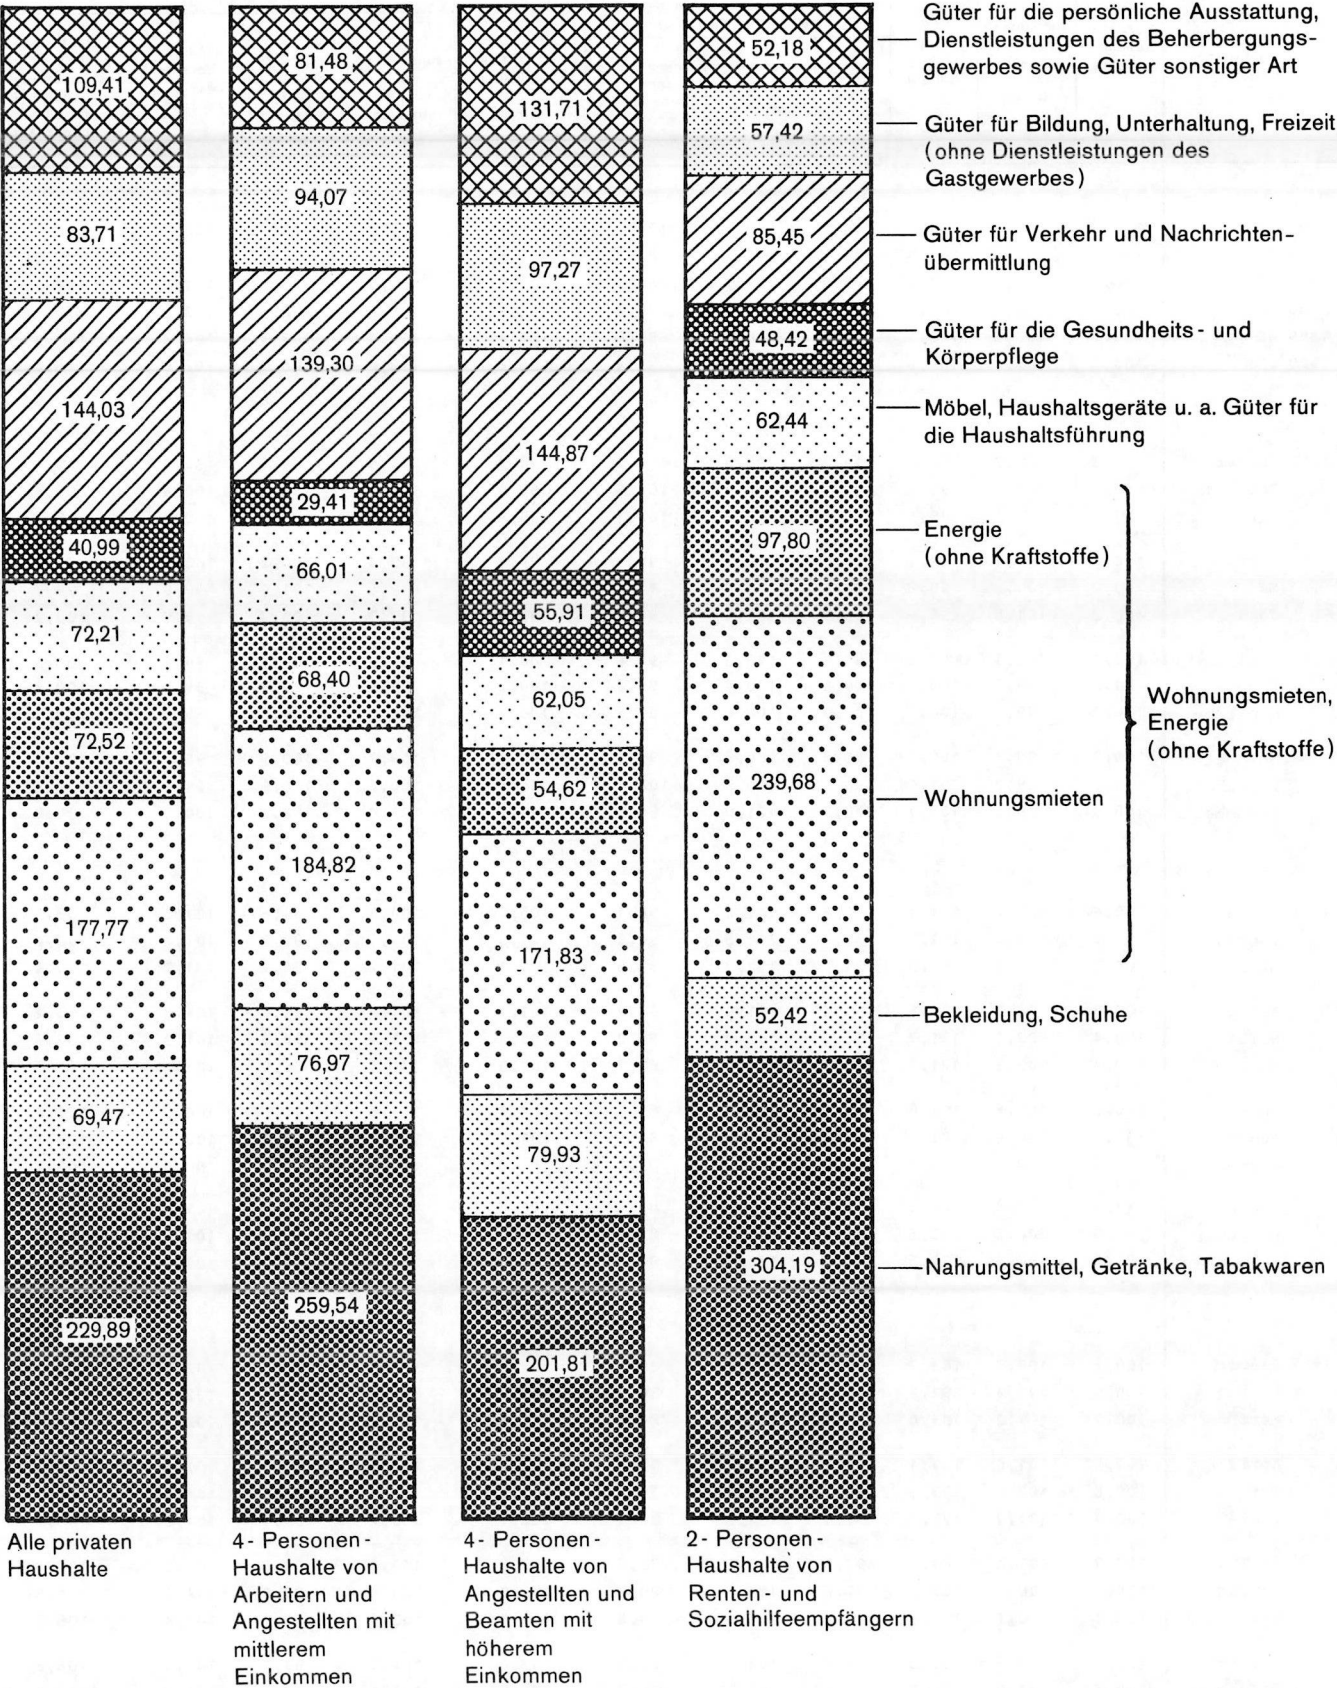 109,41
83,71
144,03
40,99
72,21
72,52
177,77
69,47
229,89
Alle privaten
Haushalte
81,48
94,07
139,30
29,41
66,01
68,40
184,82
76,97
259,54
4- Personen-
Haushalte von
Arbeitern und
Angestellten mit
mittlerem
Einkommen
131,71
97,27
144,87
55,91
62,05
54,62
171,83
79,93
201,81
4- Personen-
Haushalte von
Angestellten und
Beamten mit
höherem
Einkommen
52,18
57,42
85,45
48,42
62,44
97,80
239,68
52,42
304,19
2- Personen-
Haushalte von
Renten- und
Sozialhilfeempfängern
Güter für die persönliche Ausstattung,
Dienstleistungen des Beherbergungs-
gewerbes sowie Güter sonstiger Art
Güter für Bildung, Unterhaltung, Freizeit
(ohne Dienstleistungen des
Gastgewerbes)
Güter für Verkehr und Nachrichten-
übermittlung
Güter für die Gesundheits- und
Körperpflege
Möbel, Haushaltsgeräte u. a. Güter für
die Haushaltsführung
Energie
(ohne Kraftstoffe)
Wohnungsmieten
Wohnungsmieten,
Energie
(ohne Kraftstoffe)
Bekleidung, Schuhe
Nahrungsmittel, Getränke, Tabakwaren